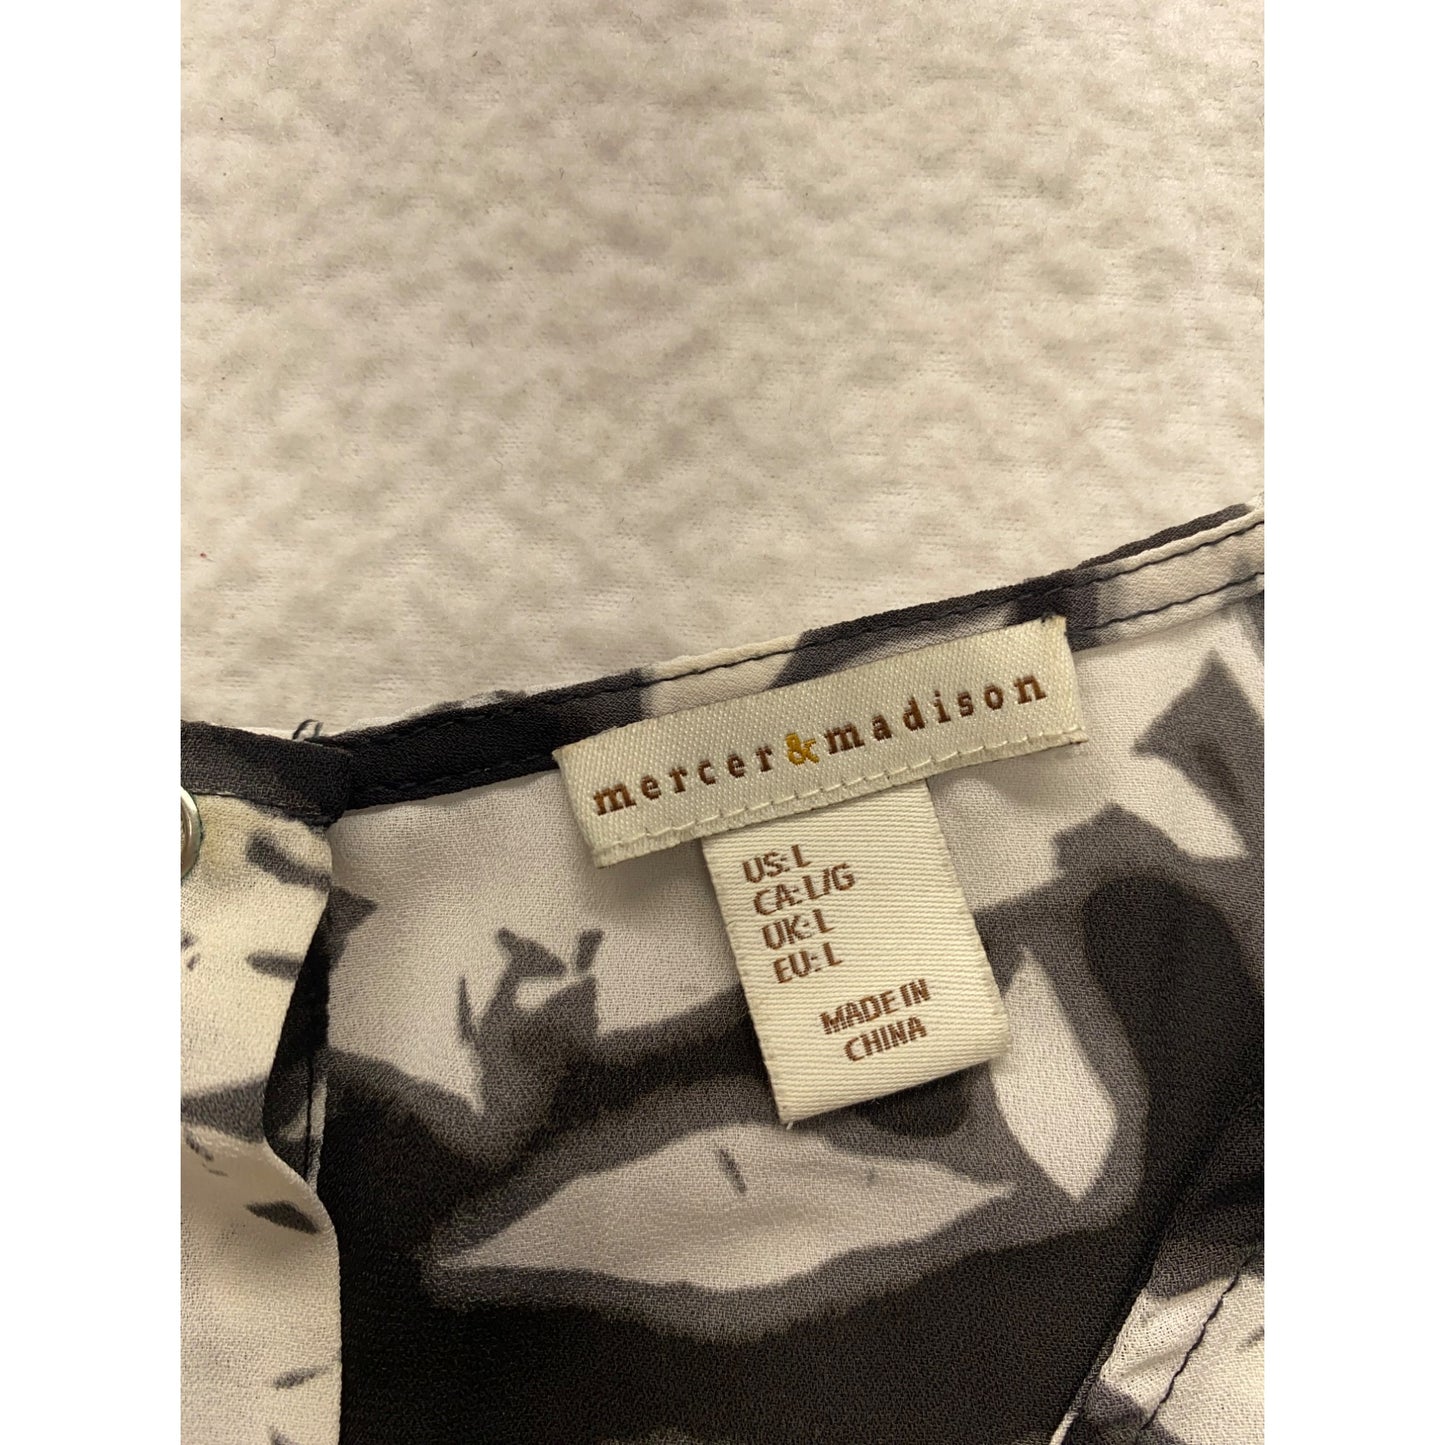 mercer&madison
US: L
CA: L/G
UK: L
EU: L
MADE IN
CHINA